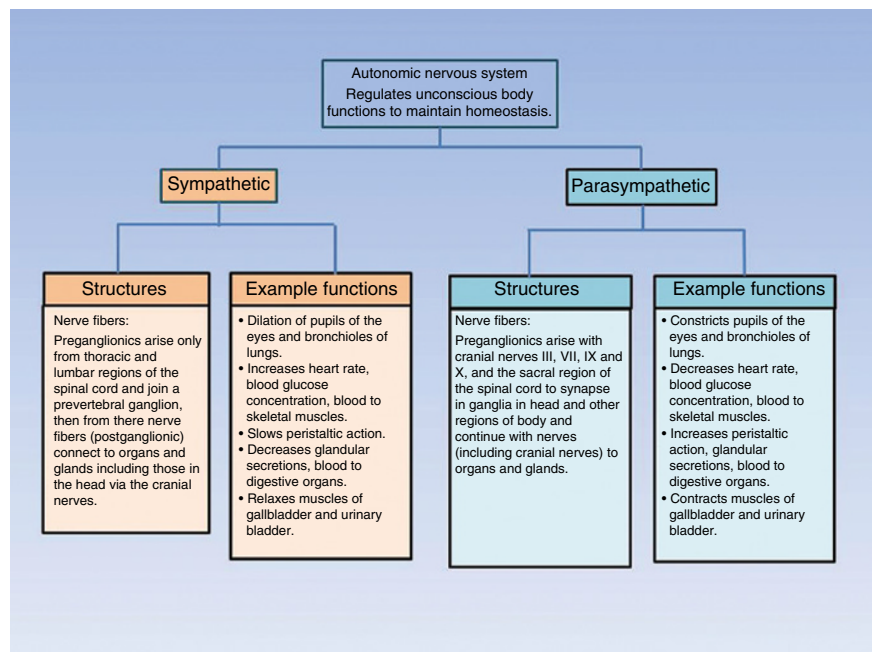 Autonomic nervous system
Regulates unconscious body
functions to maintain homeostasis.
Sympathetic
Parasympathetic
Structures
Nerve fibers:
Preganglionics arise only
from thoracic and
lumbar regions of the
spinal cord and join a
prevertebral ganglion,
then from there nerve
fibers (postganglionic)
connect to organs and
glands including those in
the head via the cranial
nerves.
Example functions
• Dilation of pupils of the
eyes and bronchioles of
lungs.
• Increases heart rate,
blood glucose
concentration, blood to
skeletal muscles.
• Slows peristaltic action.
• Decreases glandular
secretions, blood to
digestive organs.
• Relaxes muscles of
gallbladder and urinary
bladder.
Structures
Nerve fibers:
Preganglionics arise with
cranial nerves III, VII, IX and
X, and the sacral region of
the spinal cord to synapse
in ganglia in head and other
regions of body and
continue with nerves
(including cranial nerves) to
organs and glands.
Example functions
• Constricts pupils of the
eyes and bronchioles of
lungs.
• Decreases heart rate,
blood glucose
concentration, blood to
skeletal muscles.
• Increases peristaltic
action, glandular
secretions, blood to
digestive organs.
• Contracts muscles of
gallbladder and urinary
bladder.